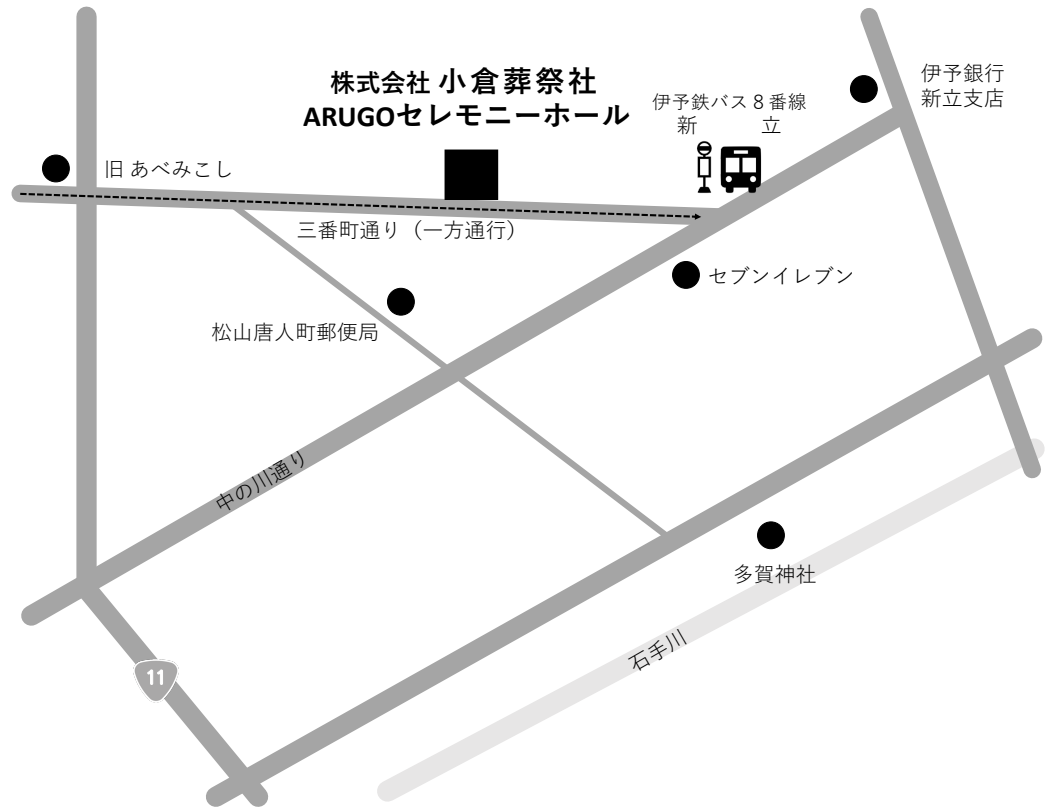 株式会社 小倉葬祭社
ARUGOセレモニーホール
伊予銀行
新立支店
伊予鉄バス８番線
新　　　立
旧 あべみこし
三番町通り（一方通行）
セブンイレブン
松山唐人町郵便局
中の川通り
多賀神社
石手川
11